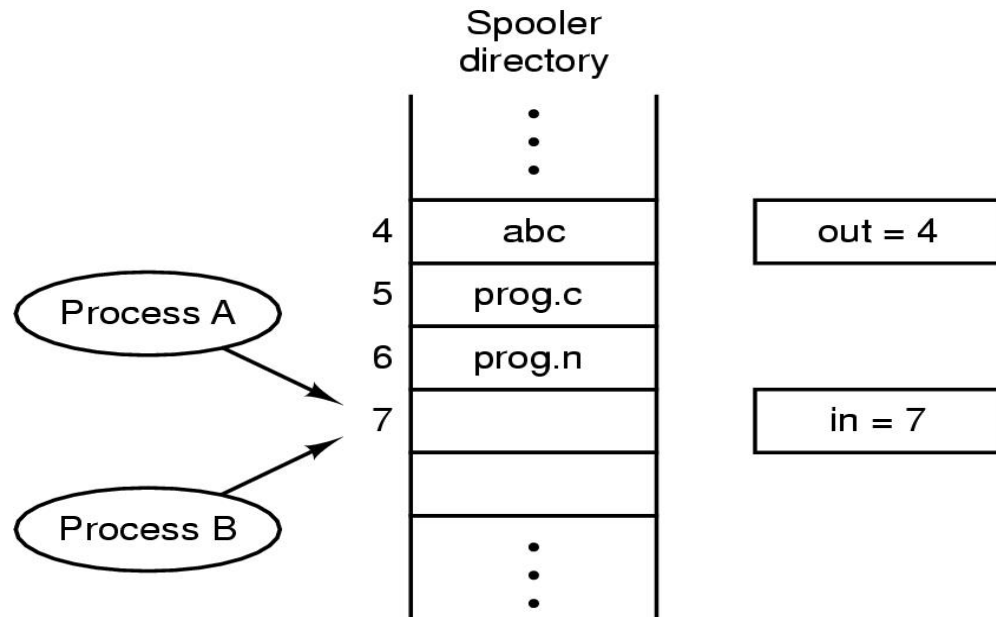 Spooler
directory
4
abc
out = 4
Process A
5
prog.c
6
prog.n
7
in = 7
Process B